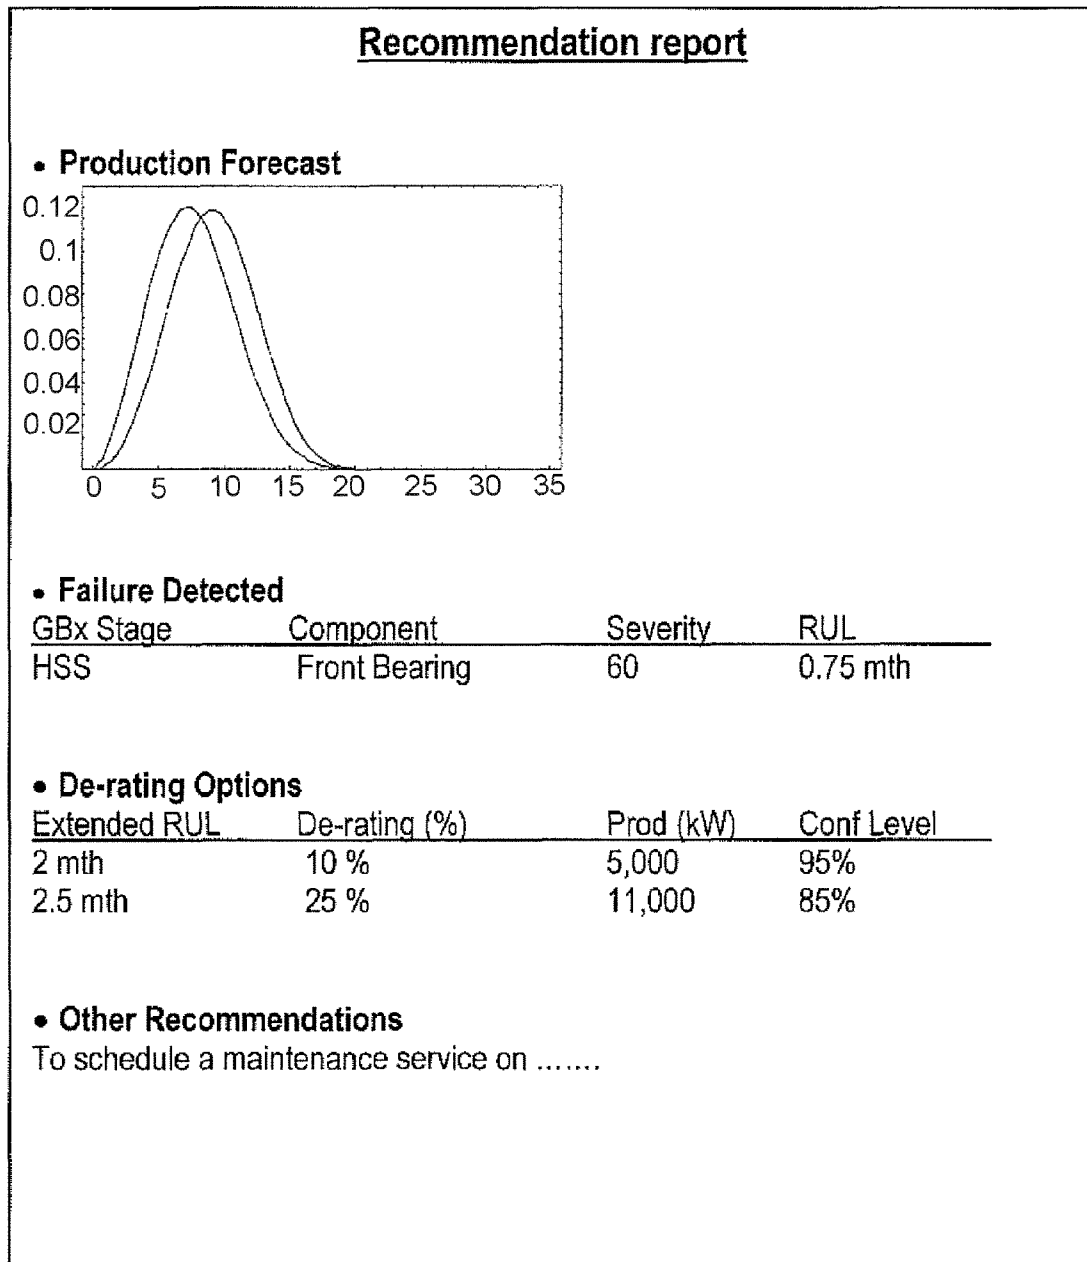 Recommendation report
• Production Forecast
0.12
0.1
0.08
0.06
0.04
0.02
0 5 10 15 20 25 30 35
• Failure Detected
GBx Stage Component Severity RUL
HSS Front Bearing 60 0.75 mth
• De-rating Options
Extended RUL De-rating (%) Prod (kW) Conf Level
2 mth 10 % 5,000 95%
2.5 mth 25 % 11,000 85%
• Other Recommendations
To schedule a maintenance service on .......